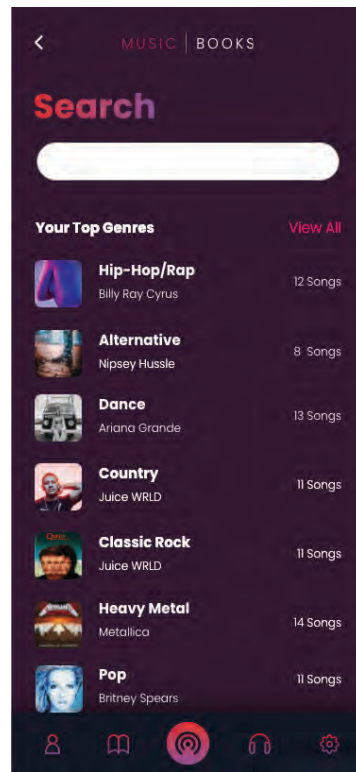 MUSIC | BOOKS
Search
Your Top Genres View All
Hip-Hop/Rap
Billy Ray Cyrus
12 Songs
Alternative
Nipsey Hussle
8 Songs
Dance
Ariana Grande
13 Songs
Country
Juice WRLD
11 Songs
Classic Rock
Juice WRLD
11 Songs
Heavy Metal
Metallica
14 Songs
Pop
Britney Spears
11 Songs